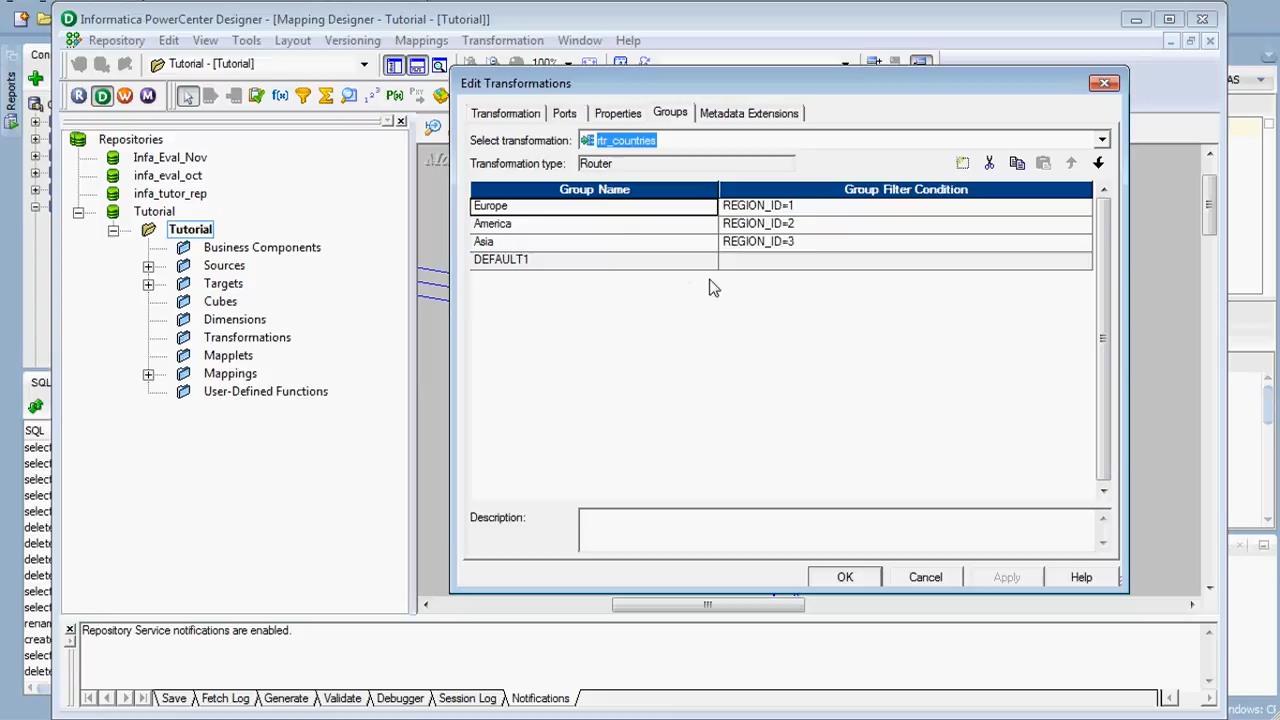 Informatica PowerCenter Designer - [Mapping Designer - Tutorial - [Tutorial]]
Repository Edit View Tools Layout Versioning Mappings Transformation Window Help
Tutorial - [Tutorial]
100%
Reports
Edit Transformations
Transformation Ports Properties Groups Metadata Extensions
Select transformation: rtr_countries
Transformation type: Router
Group Name Group Filter Condition
Europe REGION_ID=1
America REGION_ID=2
Asia REGION_ID=3
DEFAULT1
Description:
OK Cancel Apply Help
Repositories
Infa_Eval_Nov
infa_eval_oct
infa_tutor_rep
Tutorial
Tutorial
Business Components
Sources
Targets
Cubes
Dimensions
Transformations
Mapplets
Mappings
User-Defined Functions
Con
SQL
SQL
select
select
select
select
select
delete
delete
delete
delete
select
select
renam
creat
select
delete
Repository Service notifications are enabled.
Save Fetch Log Generate Validate Debugger Session Log Notifications